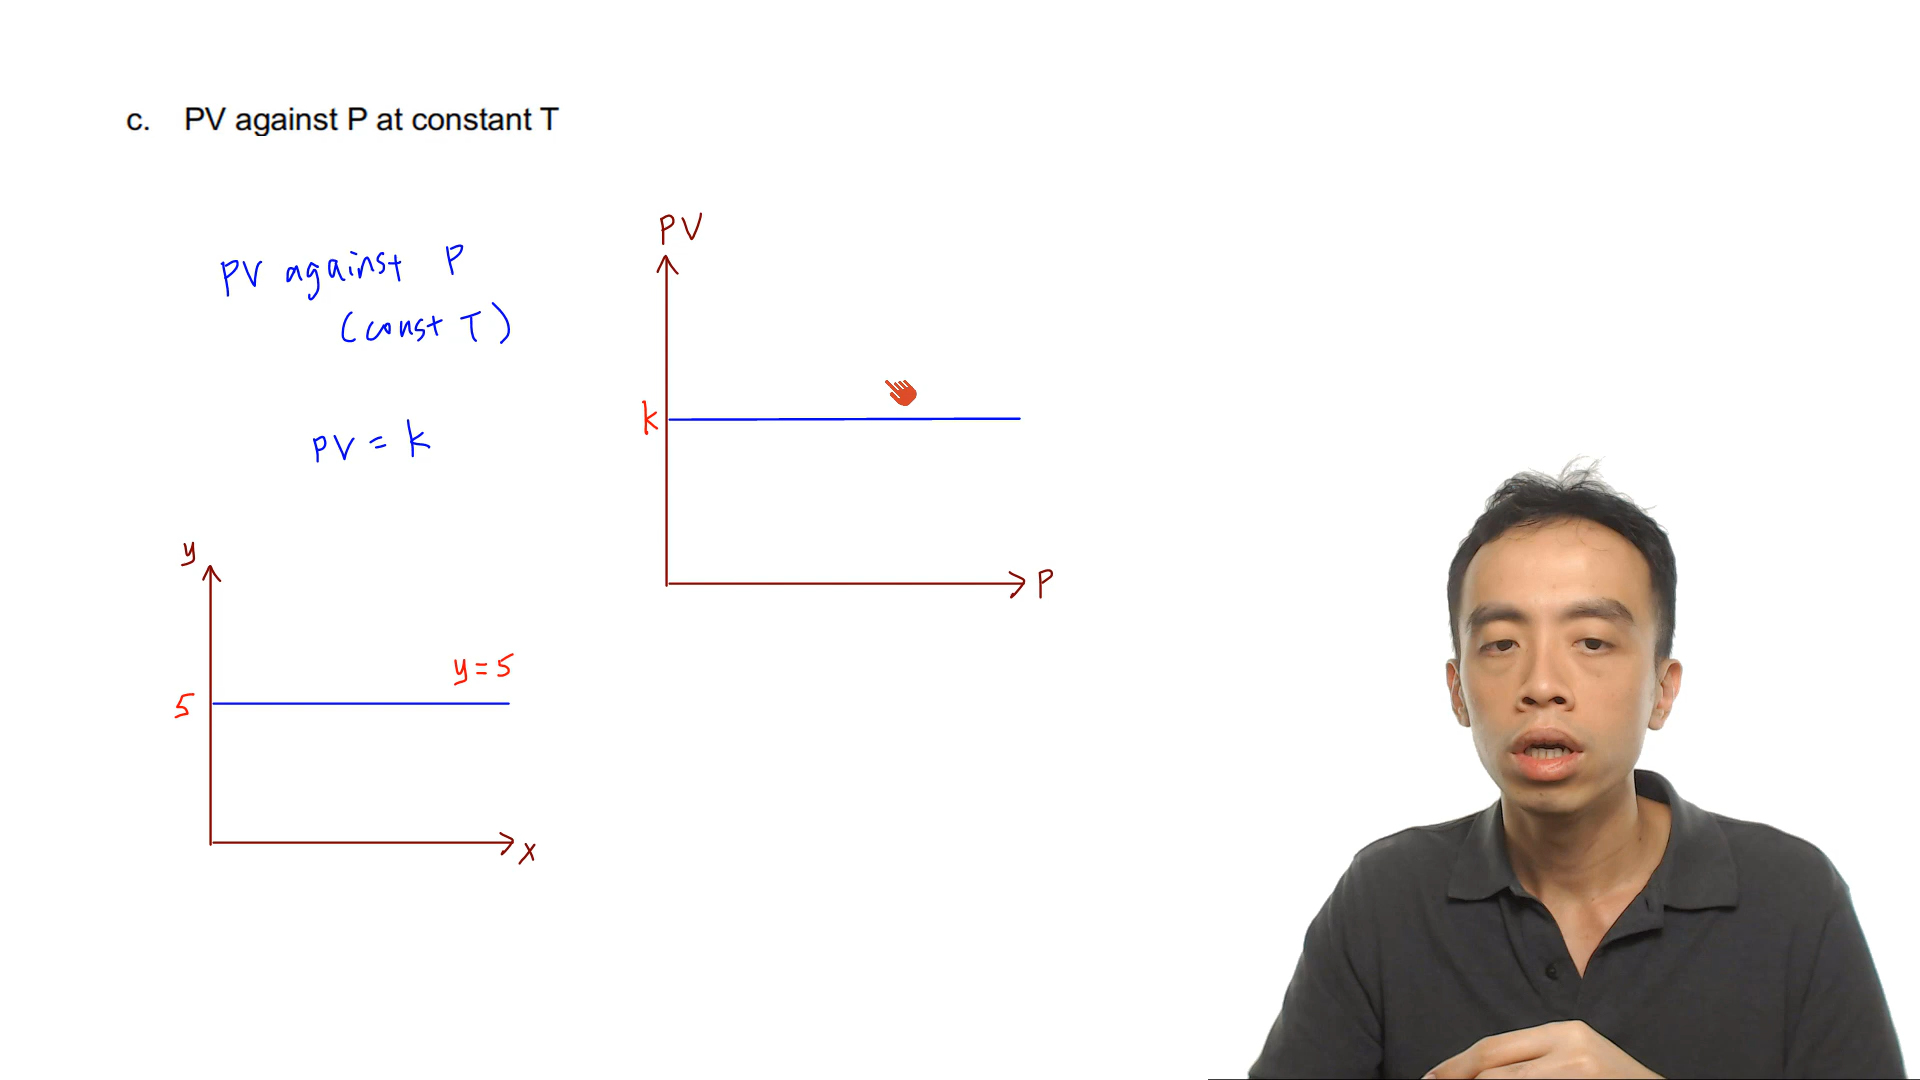 c. PV against P at constant T
PV against P
(const T)
PV = k
PV
k
P
y
y = 5
5
x